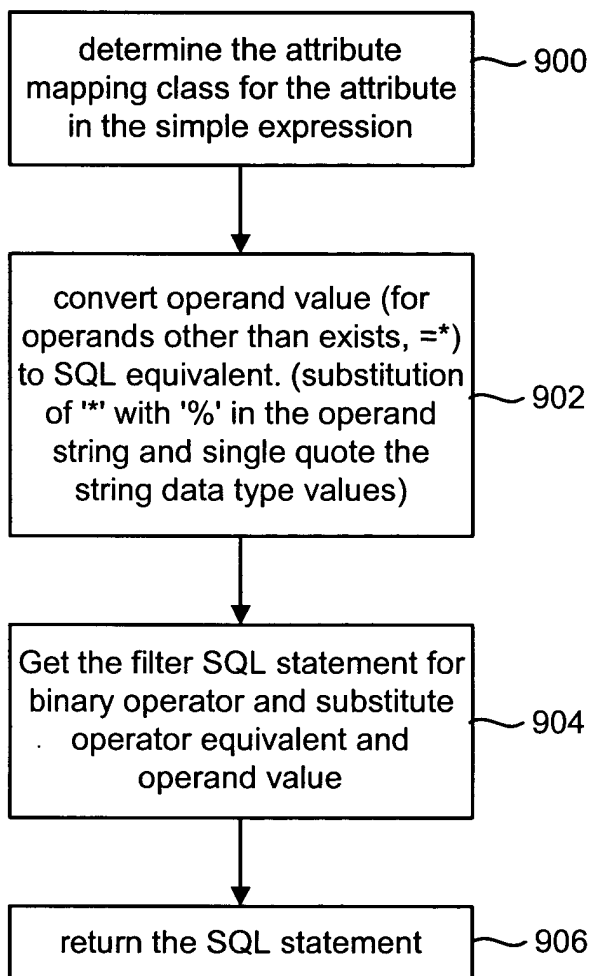 determine the attribute
mapping class for the attribute
in the simple expression
900
convert operand value (for
operands other than exists, =*)
to SQL equivalent. (substitution
of '*' with '%' in the operand
string and single quote the
string data type values)
902
Get the filter SQL statement for
binary operator and substitute
operator equivalent and
operand value
904
return the SQL statement
906